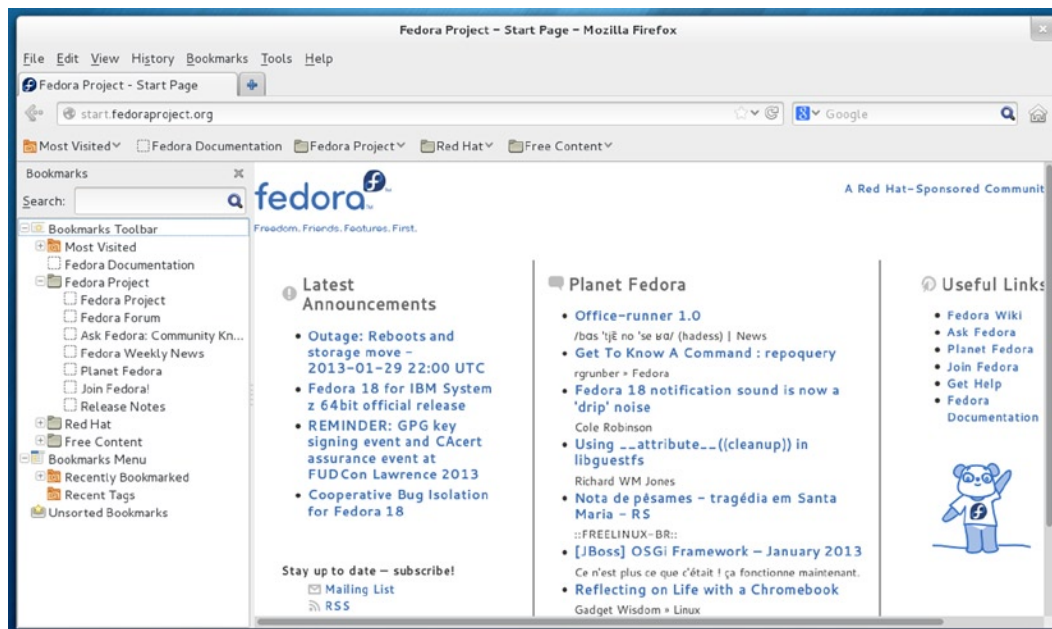 Fedora Project – Start Page – Mozilla Firefox
File Edit View History Bookmarks Tools Help
Fedora Project - Start Page
start.fedoraproject.org
Google
Most Visited Fedora Documentation Fedora Project Red Hat Free Content
Bookmarks
Search:
Bookmarks Toolbar
Most Visited
Fedora Documentation
Fedora Project
Fedora Project
Fedora Forum
Ask Fedora: Community Kn...
Fedora Weekly News
Planet Fedora
Join Fedora!
Release Notes
Red Hat
Free Content
Bookmarks Menu
Recently Bookmarked
Recent Tags
Unsorted Bookmarks
fedora
Freedom. Friends. Features. First.
A Red Hat-Sponsored Communit
Latest
Announcements
Outage: Reboots and
storage move –
2013-01-29 22:00 UTC
Fedora 18 for IBM System
z 64bit official release
REMINDER: GPG key
signing event and CAcert
assurance event at
FUDCon Lawrence 2013
Cooperative Bug Isolation
for Fedora 18
Stay up to date – subscribe!
Mailing List
RSS
Planet Fedora
Office-runner 1.0
/bɑs 'tjɛ̃ no 'se ʁa/ (hadess) | News
Get To Know A Command : repoquery
rgrunber » Fedora
Fedora 18 notification sound is now a
'drip' noise
Cole Robinson
Using __attribute__((cleanup)) in
libguestfs
Richard WM Jones
Nota de pêsames – tragédia em Santa
Maria – RS
::FREELINUX-BR::
[JBoss] OSGi Framework – January 2013
Ce n'est plus ce que c'était ! ça fonctionne maintenant.
Reflecting on Life with a Chromebook
Gadget Wisdom » Linux
Useful Links
Fedora Wiki
Ask Fedora
Planet Fedora
Join Fedora
Get Help
Fedora
Documentation